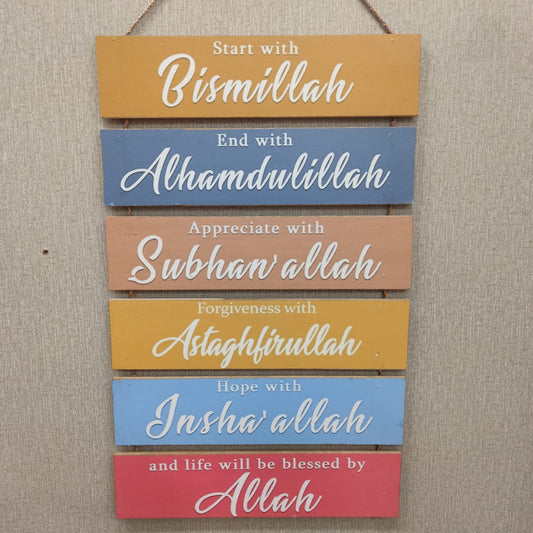 Start with
Bismillah
End with
Alhamdulillah
Appreciate with
Subhan'allah
Forgiveness with
Astaghfirullah
Hope with
Insha'allah
and life will be blessed by
Allah